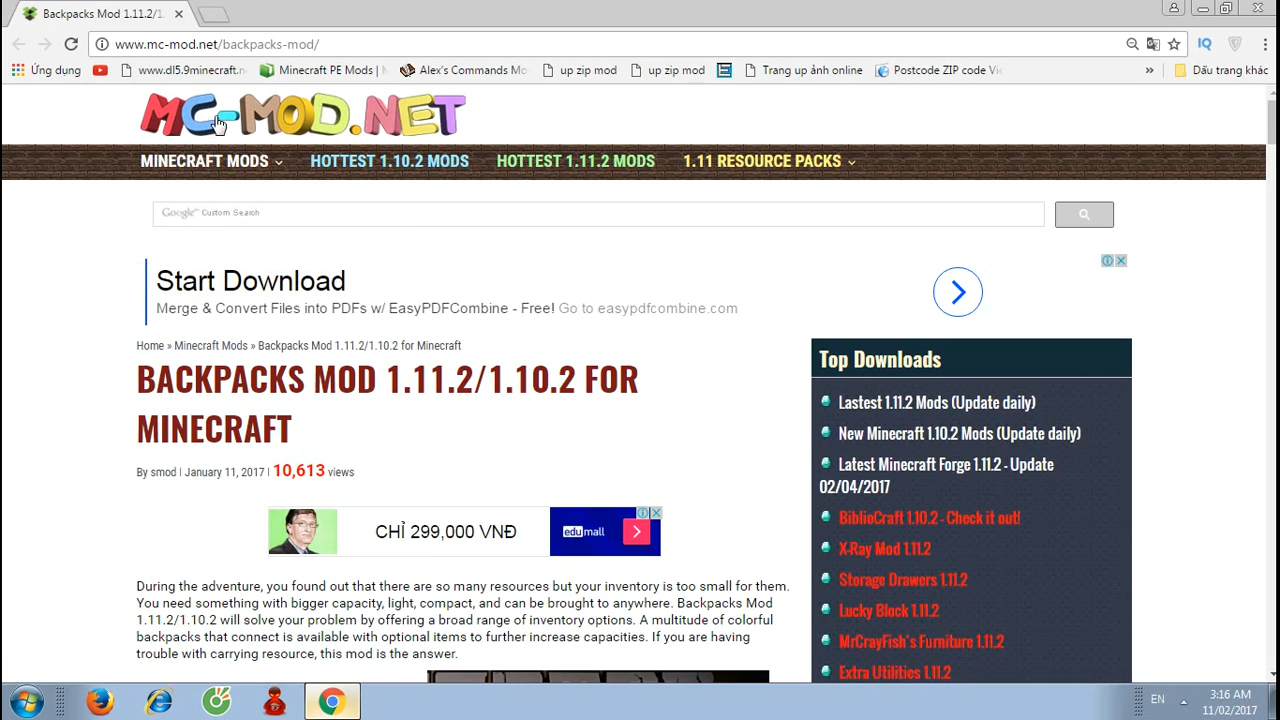 Backpacks Mod 1.11.2/1.
www.mc-mod.net/backpacks-mod/
Ứng dụng
www.dl5.9minecraft.n
Minecraft PE Mods |
Alex's Commands Mo
up zip mod
up zip mod
Trang up ảnh online
Postcode ZIP code Vi
»
Dấu trang khác
MC-MOD.NET
MINECRAFT MODS
HOTTEST 1.10.2 MODS
HOTTEST 1.11.2 MODS
1.11 RESOURCE PACKS
Google™ Custom Search
Start Download
Merge & Convert Files into PDFs w/ EasyPDFCombine - Free! Go to easypdfcombine.com
Home » Minecraft Mods » Backpacks Mod 1.11.2/1.10.2 for Minecraft
BACKPACKS MOD 1.11.2/1.10.2 FOR
MINECRAFT
By smod | January 11, 2017 | 10,613 views
CHỈ 299,000 VNĐ
edumall
During the adventure, you found out that there are so many resources but your inventory is too small for them.
You need something with bigger capacity, light, compact, and can be brought to anywhere. Backpacks Mod
1.11.2/1.10.2 will solve your problem by offering a broad range of inventory options. A multitude of colorful
backpacks that connect is available with optional items to further increase capacities. If you are having
trouble with carrying resource, this mod is the answer.
Top Downloads
Lastest 1.11.2 Mods (Update daily)
New Minecraft 1.10.2 Mods (Update daily)
Latest Minecraft Forge 1.11.2 - Update
02/04/2017
BiblioCraft 1.10.2 - Check it out!
X-Ray Mod 1.11.2
Storage Drawers 1.11.2
Lucky Block 1.11.2
MrCrayFish's Furniture 1.11.2
Extra Utilities 1.11.2
EN
3:16 AM
11/02/2017